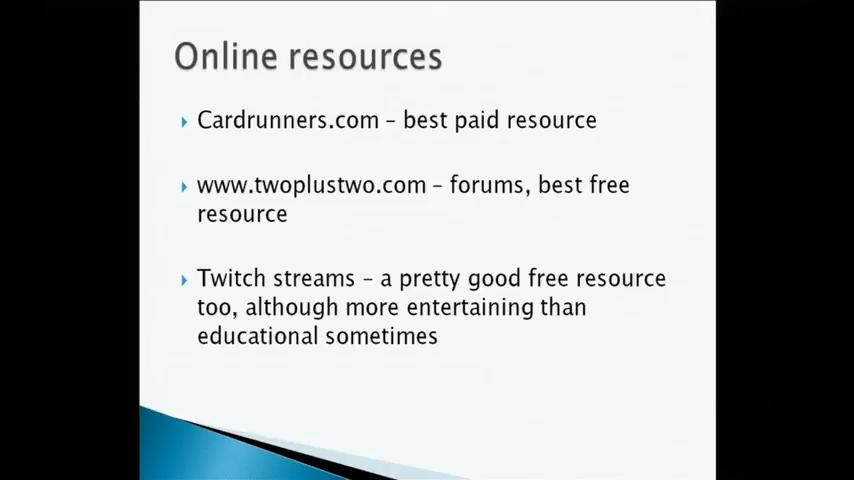 Online resources
Cardrunners.com – best paid resource
www.twoplustwo.com – forums, best free
resource
Twitch streams – a pretty good free resource
too, although more entertaining than
educational sometimes